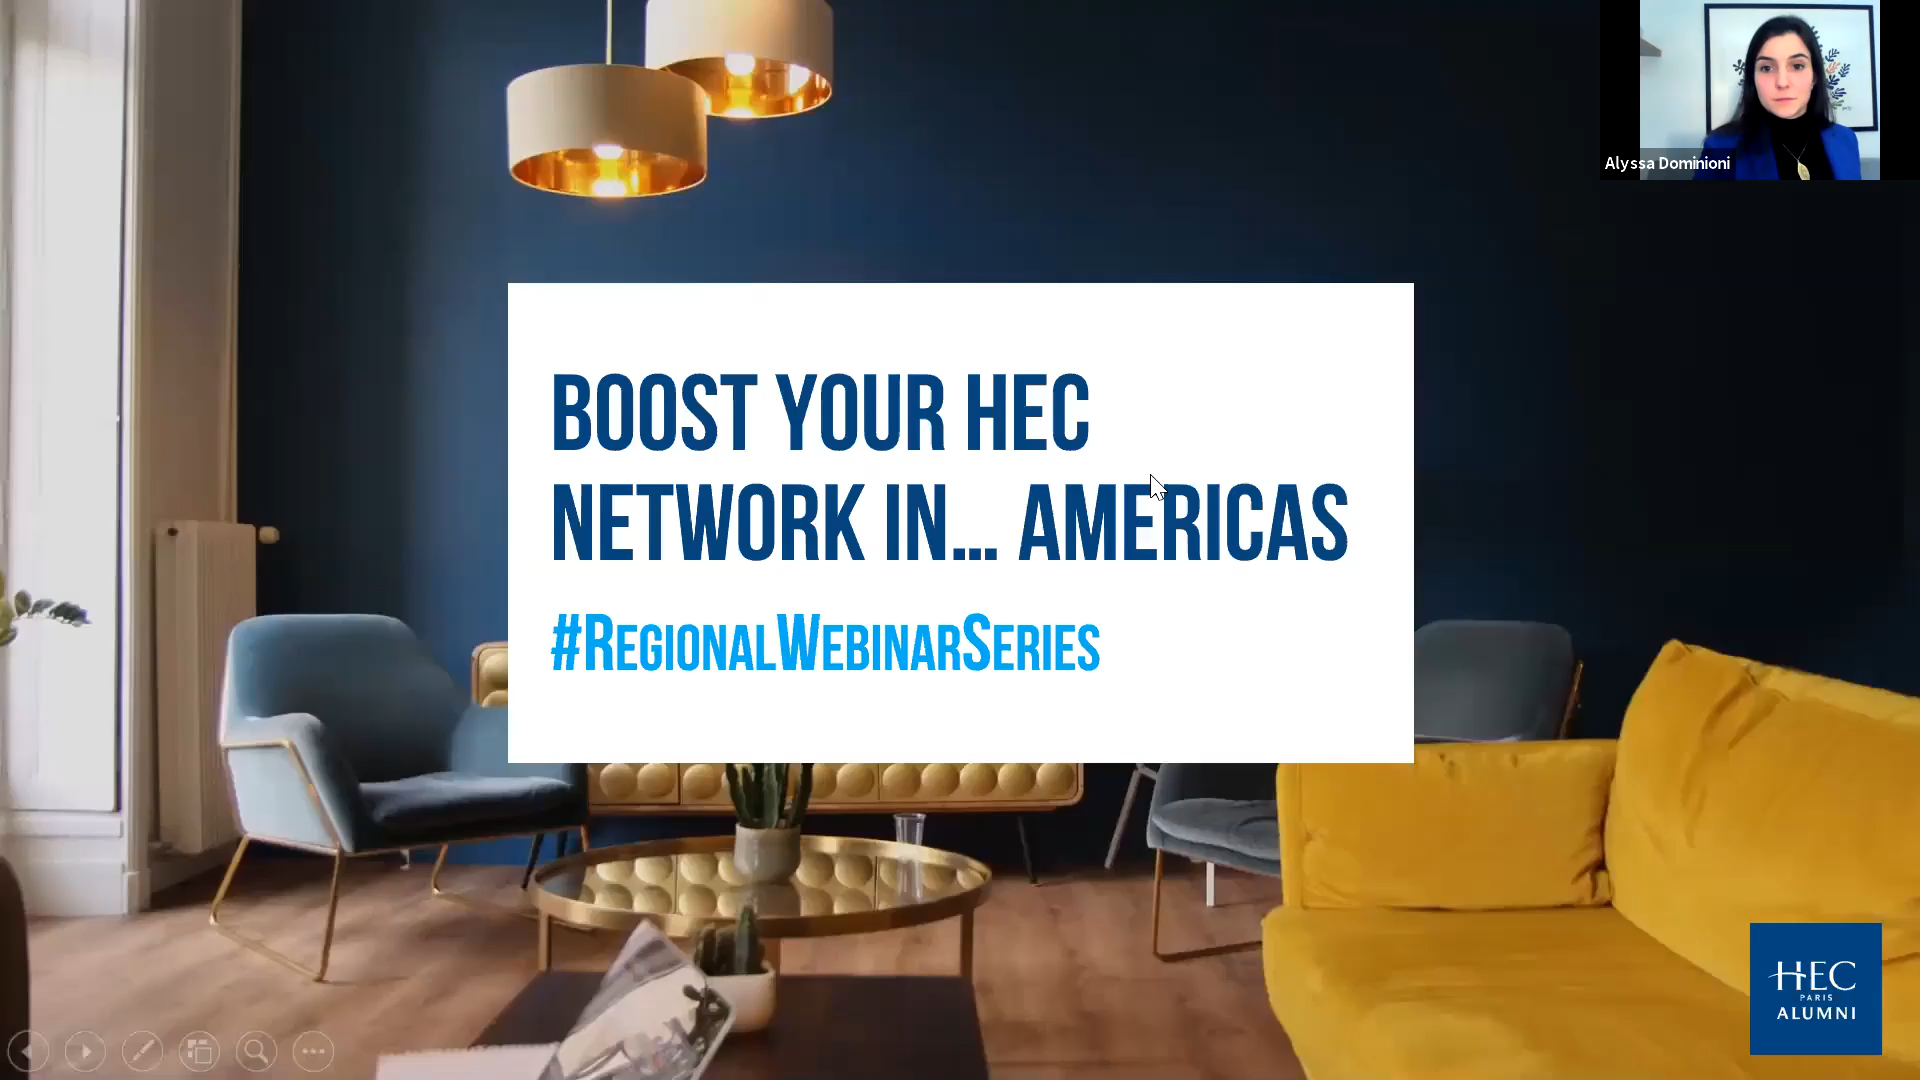 Alyssa Dominioni
BOOST YOUR HEC
NETWORK IN... AMERICAS
#REGIONALWEBINARSERIES
HEC
PARIS
ALUMNI